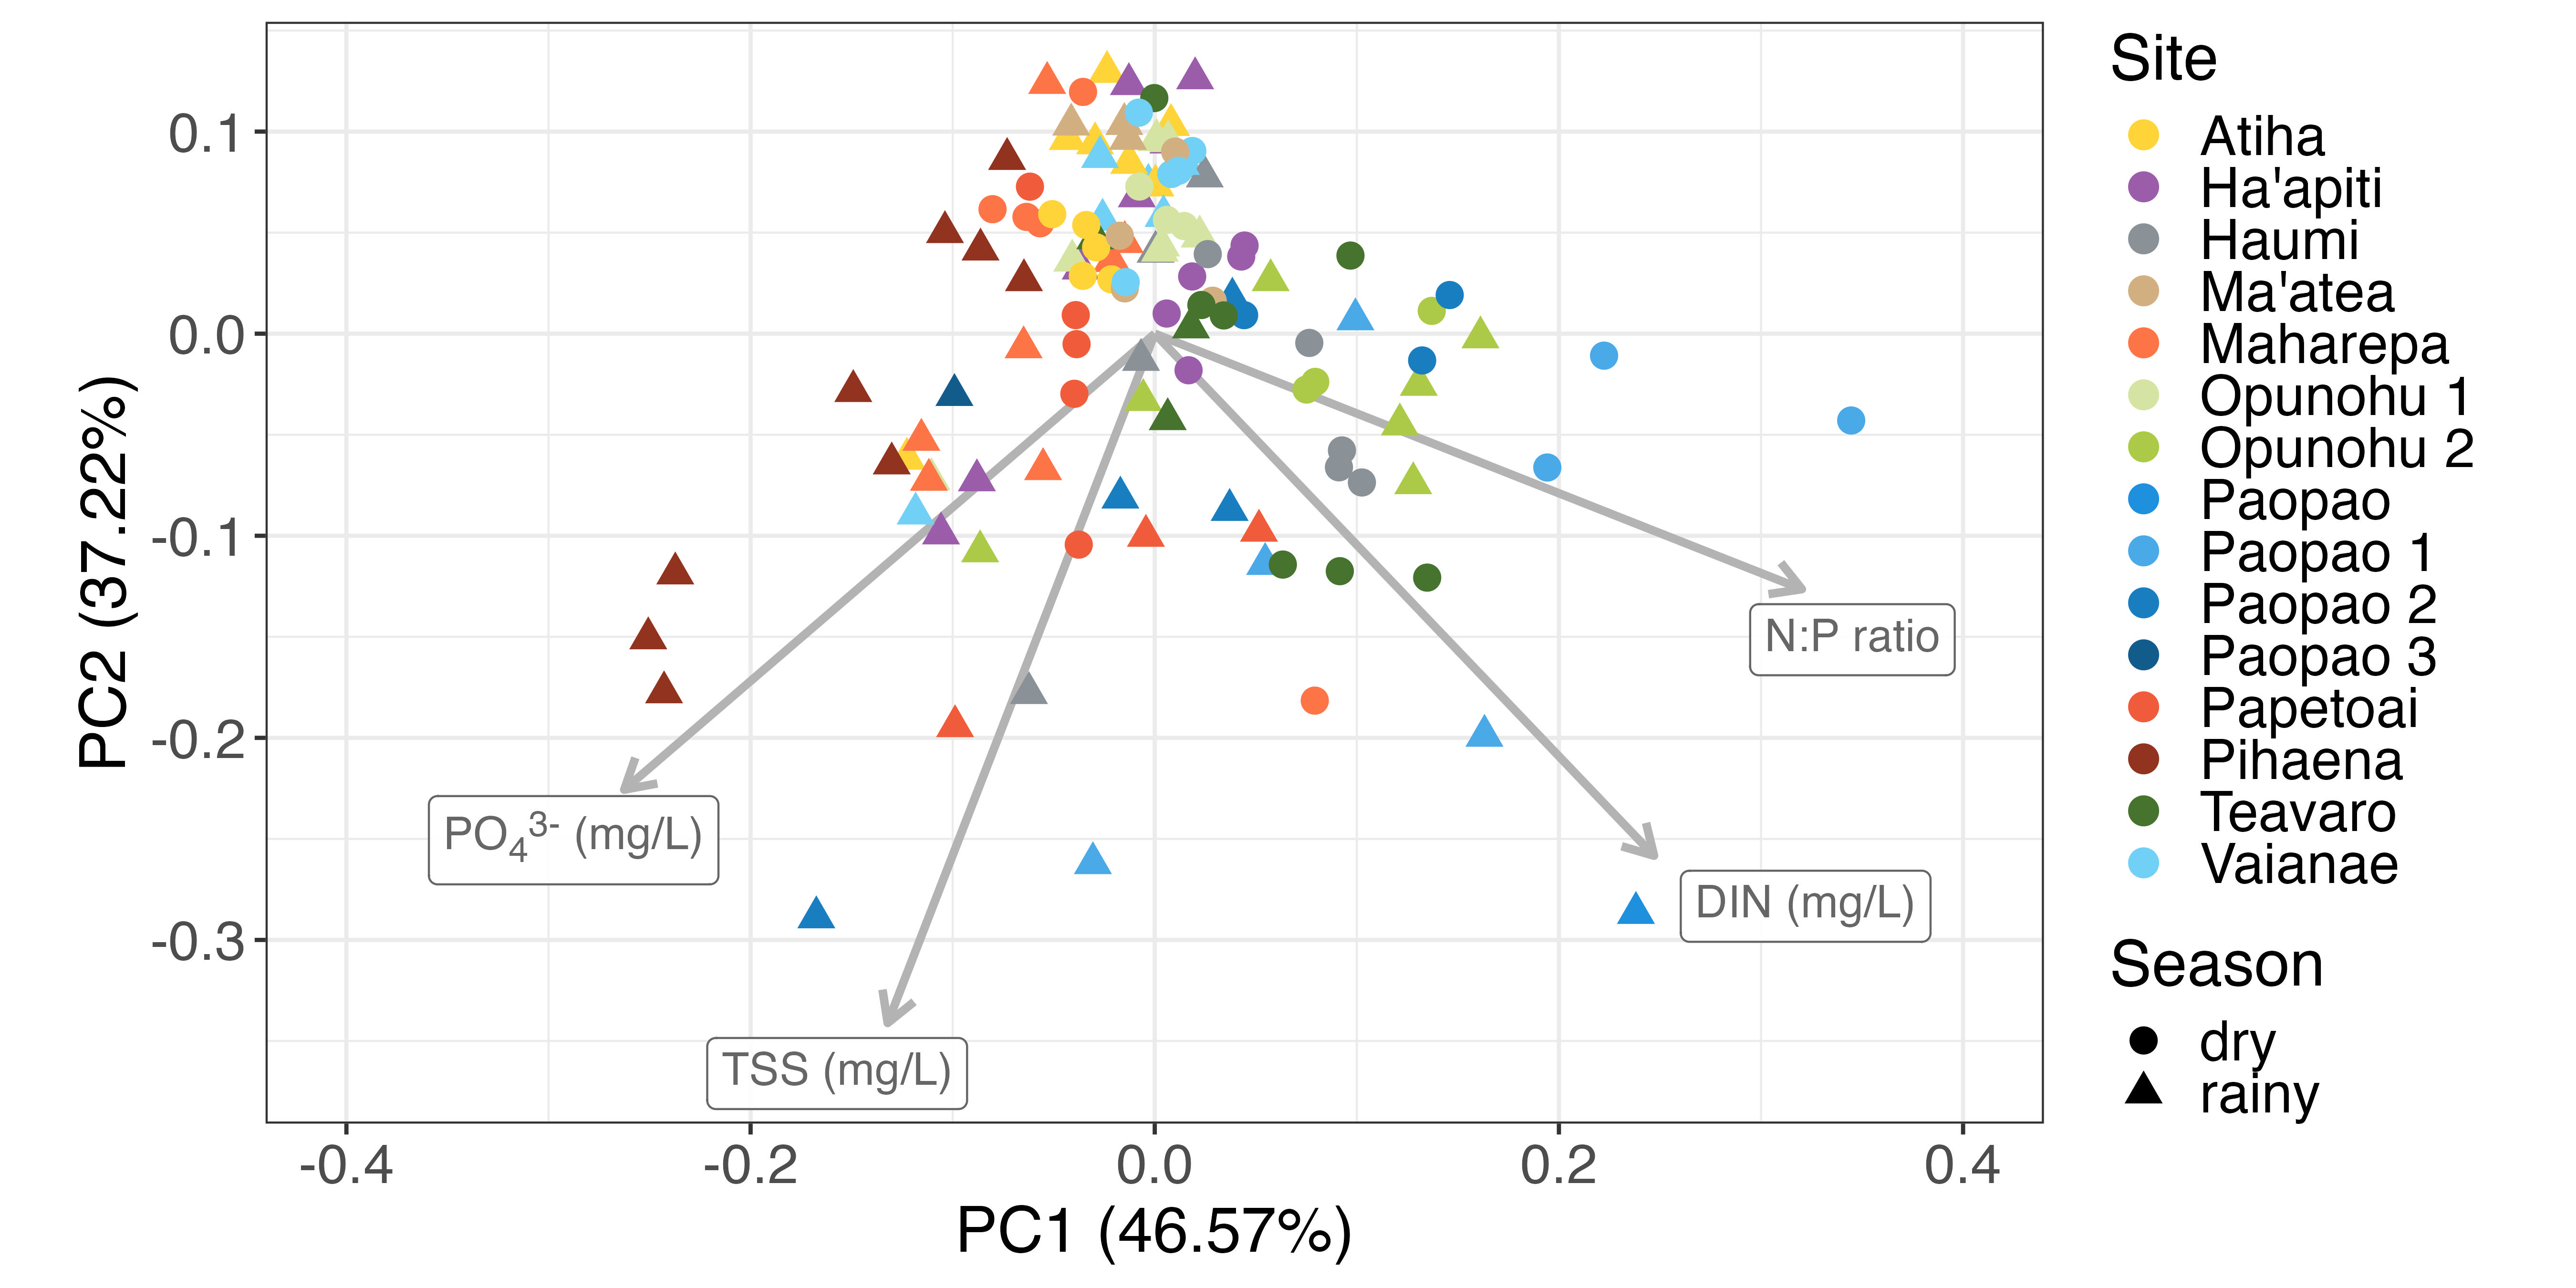 0.1
0.0
-0.1
-0.2
-0.3
PC2 (37.22%)
N:P ratio
PO₄³⁻ (mg/L)
DIN (mg/L)
TSS (mg/L)
-0.4
-0.2
0.0
0.2
0.4
PC1 (46.57%)
Site
Atiha
Ha'apiti
Haumi
Ma'atea
Maharepa
Opunohu 1
Opunohu 2
Paopao
Paopao 1
Paopao 2
Paopao 3
Papetoai
Pihaena
Teavaro
Vaianae
Season
dry
rainy